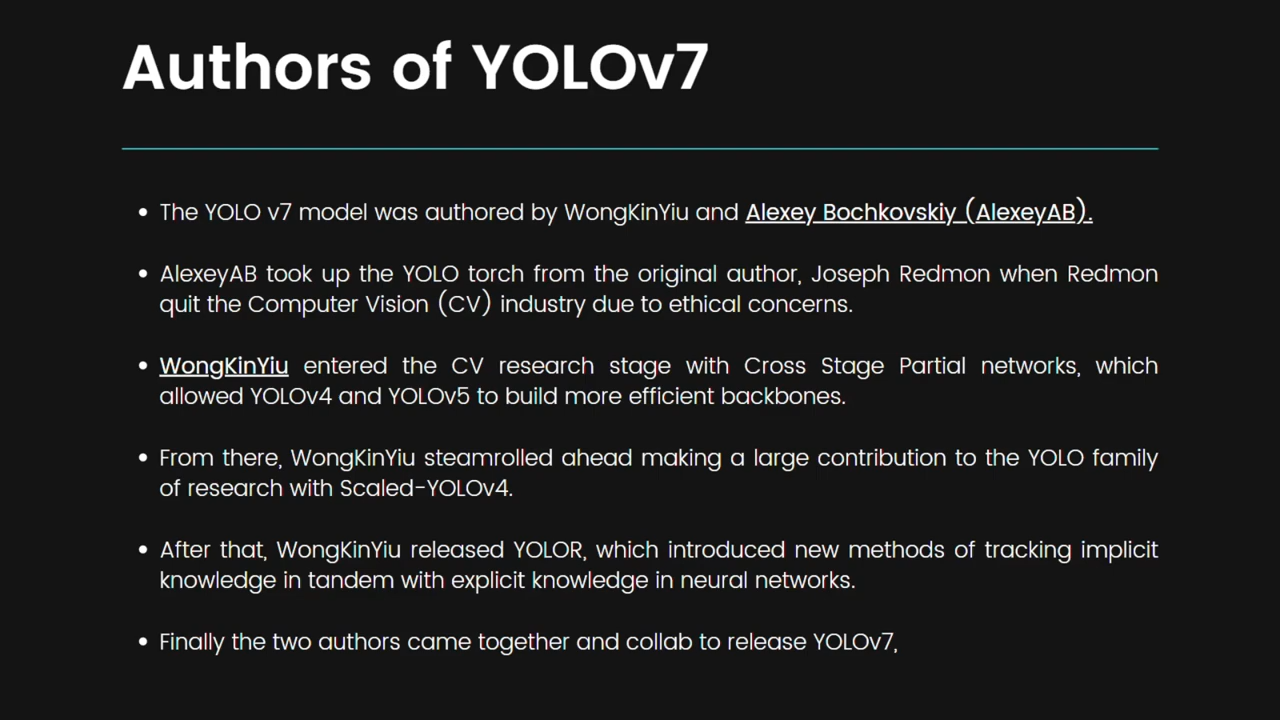 Authors of YOLOv7
• The YOLO v7 model was authored by WongKinYiu and Alexey Bochkovskiy (AlexeyAB).
• AlexeyAB took up the YOLO torch from the original author, Joseph Redmon when Redmon
quit the Computer Vision (CV) industry due to ethical concerns.
• WongKinYiu entered the CV research stage with Cross Stage Partial networks, which
allowed YOLOv4 and YOLOv5 to build more efficient backbones.
• From there, WongKinYiu steamrolled ahead making a large contribution to the YOLO family
of research with Scaled-YOLOv4.
• After that, WongKinYiu released YOLOR, which introduced new methods of tracking implicit
knowledge in tandem with explicit knowledge in neural networks.
• Finally the two authors came together and collab to release YOLOv7,